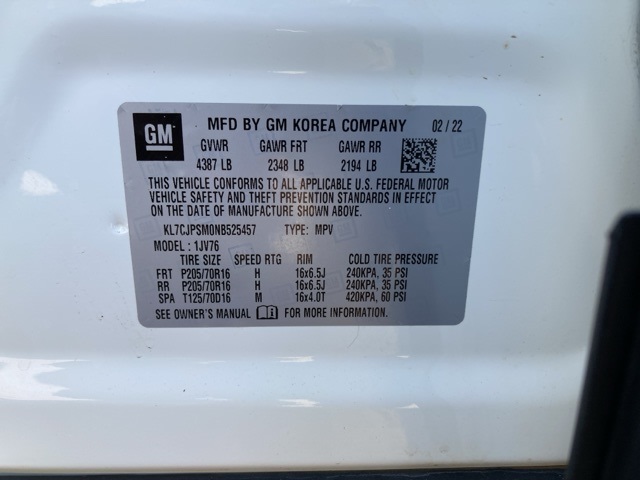 GM MFD BY GM KOREA COMPANY 02 / 22
GVWR GAWR FRT GAWR RR
4387 LB 2348 LB 2194 LB
THIS VEHICLE CONFORMS TO ALL APPLICABLE U.S. FEDERAL MOTOR
VEHICLE SAFETY AND THEFT PREVENTION STANDARDS IN EFFECT ON
THE DATE OF MANUFACTURE SHOWN ABOVE.
KL7CJPSM0NB525457 TYPE: MPV
MODEL: 1JV76
TIRE SIZE SPEED RTG RIM COLD TIRE PRESSURE
FRT P205/70R16 H 16x6.5J 240KPA, 35 PSI
RR P205/70R16 H 16x6.5J 240KPA, 35 PSI
SPA T125/70D16 M 16x4.0T 420KPA, 60 PSI
SEE OWNER'S MANUAL FOR MORE INFORMATION